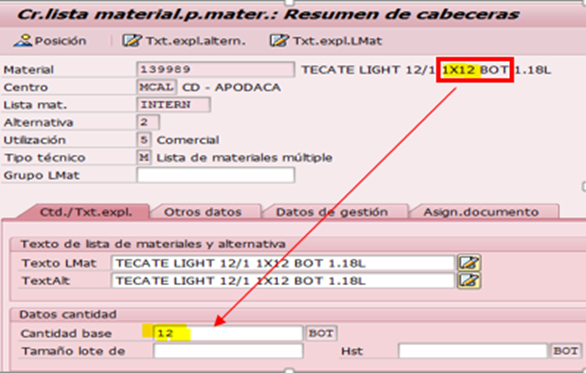 Cr.lista material.p.mater.: Resumen de cabeceras
Posición Txt.expl.altern. Txt.expl.LMat
Material 139989 TECATE LIGHT 12/1 1X12 BOT 1.18L
Centro MCAL CD - APODACA
Lista mat. INTERN
Alternativa 2
Utilización 5 Comercial
Tipo técnico M Lista de materiales múltiple
Grupo LMat
Ctd./Txt.expl. Otros datos Datos de gestión Asign.documento
Texto de lista de materiales y alternativa
Texto LMat TECATE LIGHT 12/1 1X12 BOT 1.18L
TextAlt TECATE LIGHT 12/1 1X12 BOT 1.18L
Datos cantidad
Cantidad base 12 BOT
Tamaño lote de Hst BOT